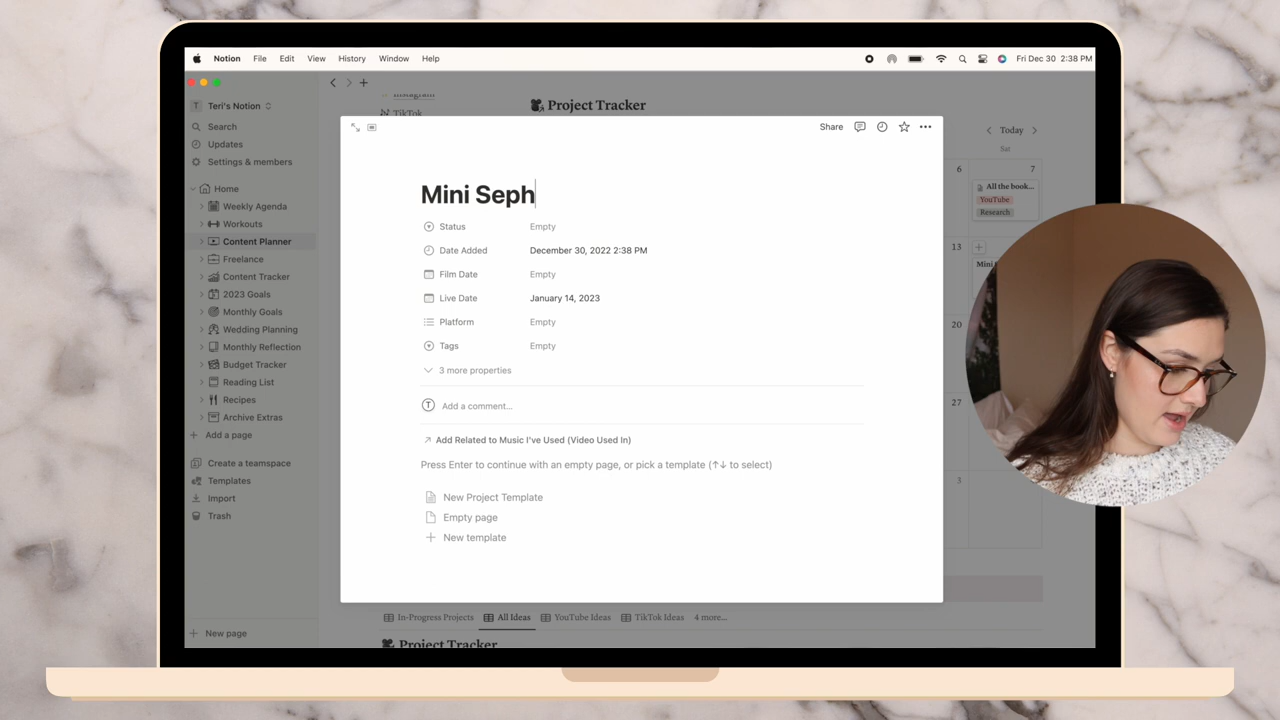 Notion File Edit View History Window Help Fri Dec 30 2:38 PM
T Teri's Notion
Search
Updates
Settings & members
Home
Weekly Agenda
Workouts
Content Planner
Freelance
Content Tracker
2023 Goals
Monthly Goals
Wedding Planning
Monthly Reflection
Budget Tracker
Reading List
Recipes
Archive Extras
Add a page
Create a teamspace
Templates
Import
Trash
New page
Instagram
TikTok
Project Tracker
Share
Mini Seph
Status Empty
Date Added December 30, 2022 2:38 PM
Film Date Empty
Live Date January 14, 2023
Platform Empty
Tags Empty
3 more properties
T Add a comment...
Add Related to Music I've Used (Video Used In)
Press Enter to continue with an empty page, or pick a template (↑↓ to select)
New Project Template
Empty page
New template
Today
Sat
6 7
All the book...
YouTube
Research
13
Mini
20
27
3
In-Progress Projects All Ideas YouTube Ideas TikTok Ideas 4 more...
Project Tracker